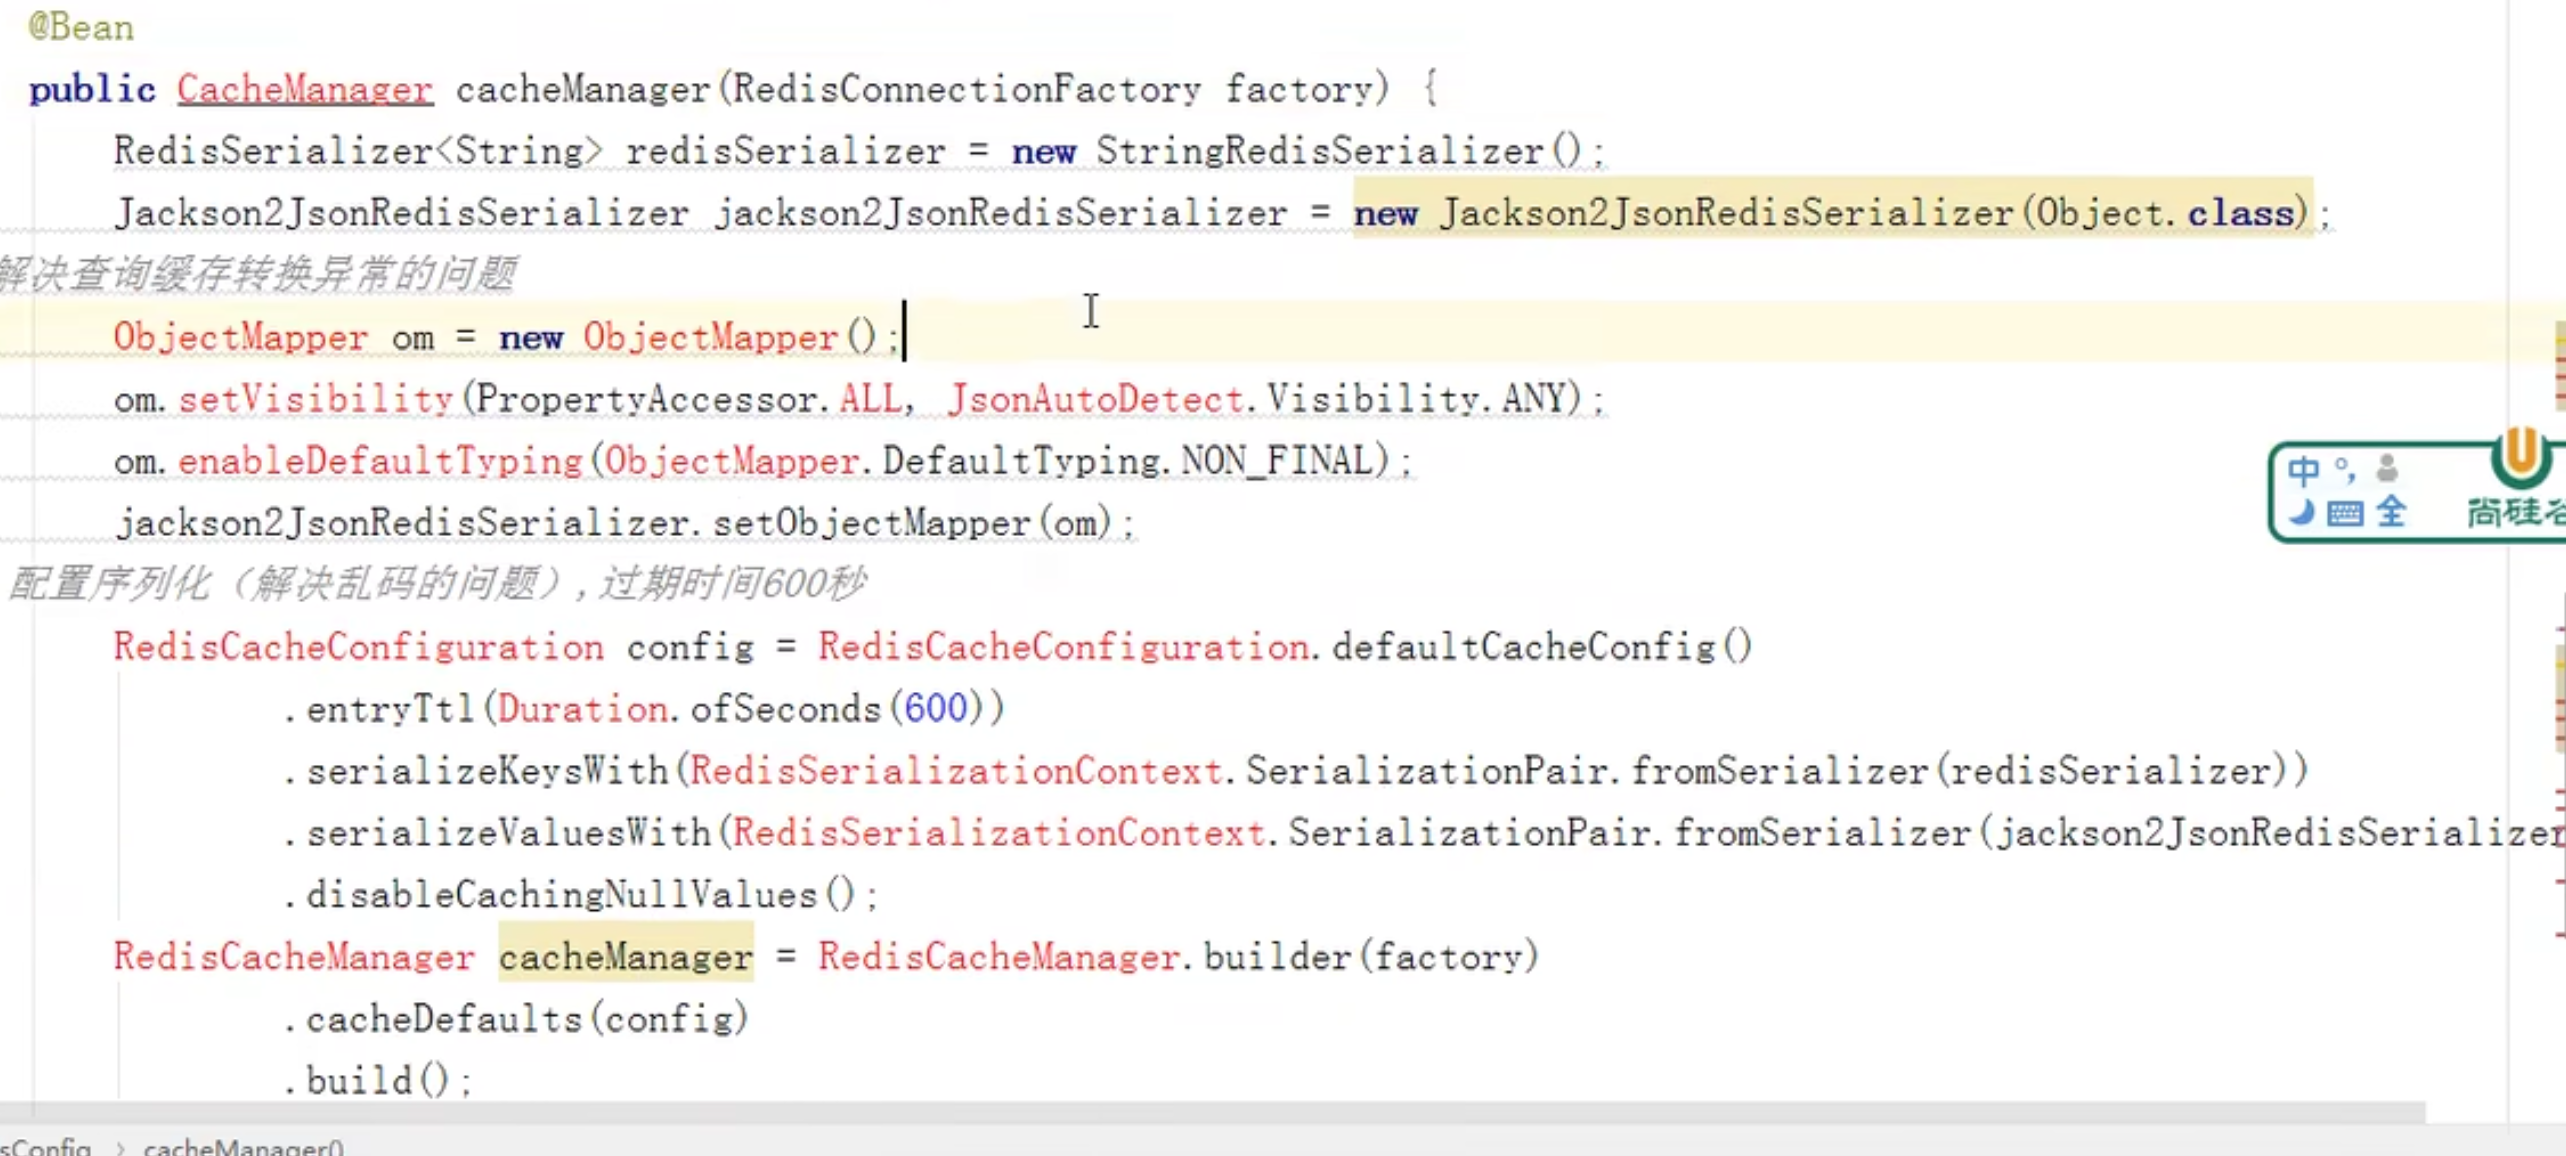 @Bean
public CacheManager cacheManager(RedisConnectionFactory factory) {
RedisSerializer<String> redisSerializer = new StringRedisSerializer();
Jackson2JsonRedisSerializer jackson2JsonRedisSerializer = new Jackson2JsonRedisSerializer(Object.class);
解决查询缓存转换异常的问题
ObjectMapper om = new ObjectMapper();
om.setVisibility(PropertyAccessor.ALL, JsonAutoDetect.Visibility.ANY);
om.enableDefaultTyping(ObjectMapper.DefaultTyping.NON_FINAL);
中 °, 
全 尚硅谷
jackson2JsonRedisSerializer.setObjectMapper(om);
配置序列化（解决乱码的问题）,过期时间600秒
RedisCacheConfiguration config = RedisCacheConfiguration.defaultCacheConfig()
.entryTtl(Duration.ofSeconds(600))
.serializeKeysWith(RedisSerializationContext.SerializationPair.fromSerializer(redisSerializer))
.serializeValuesWith(RedisSerializationContext.SerializationPair.fromSerializer(jackson2JsonRedisSerializer
.disableCachingNullValues();
RedisCacheManager cacheManager = RedisCacheManager.builder(factory)
.cacheDefaults(config)
.build();
sConfig > cacheManager()